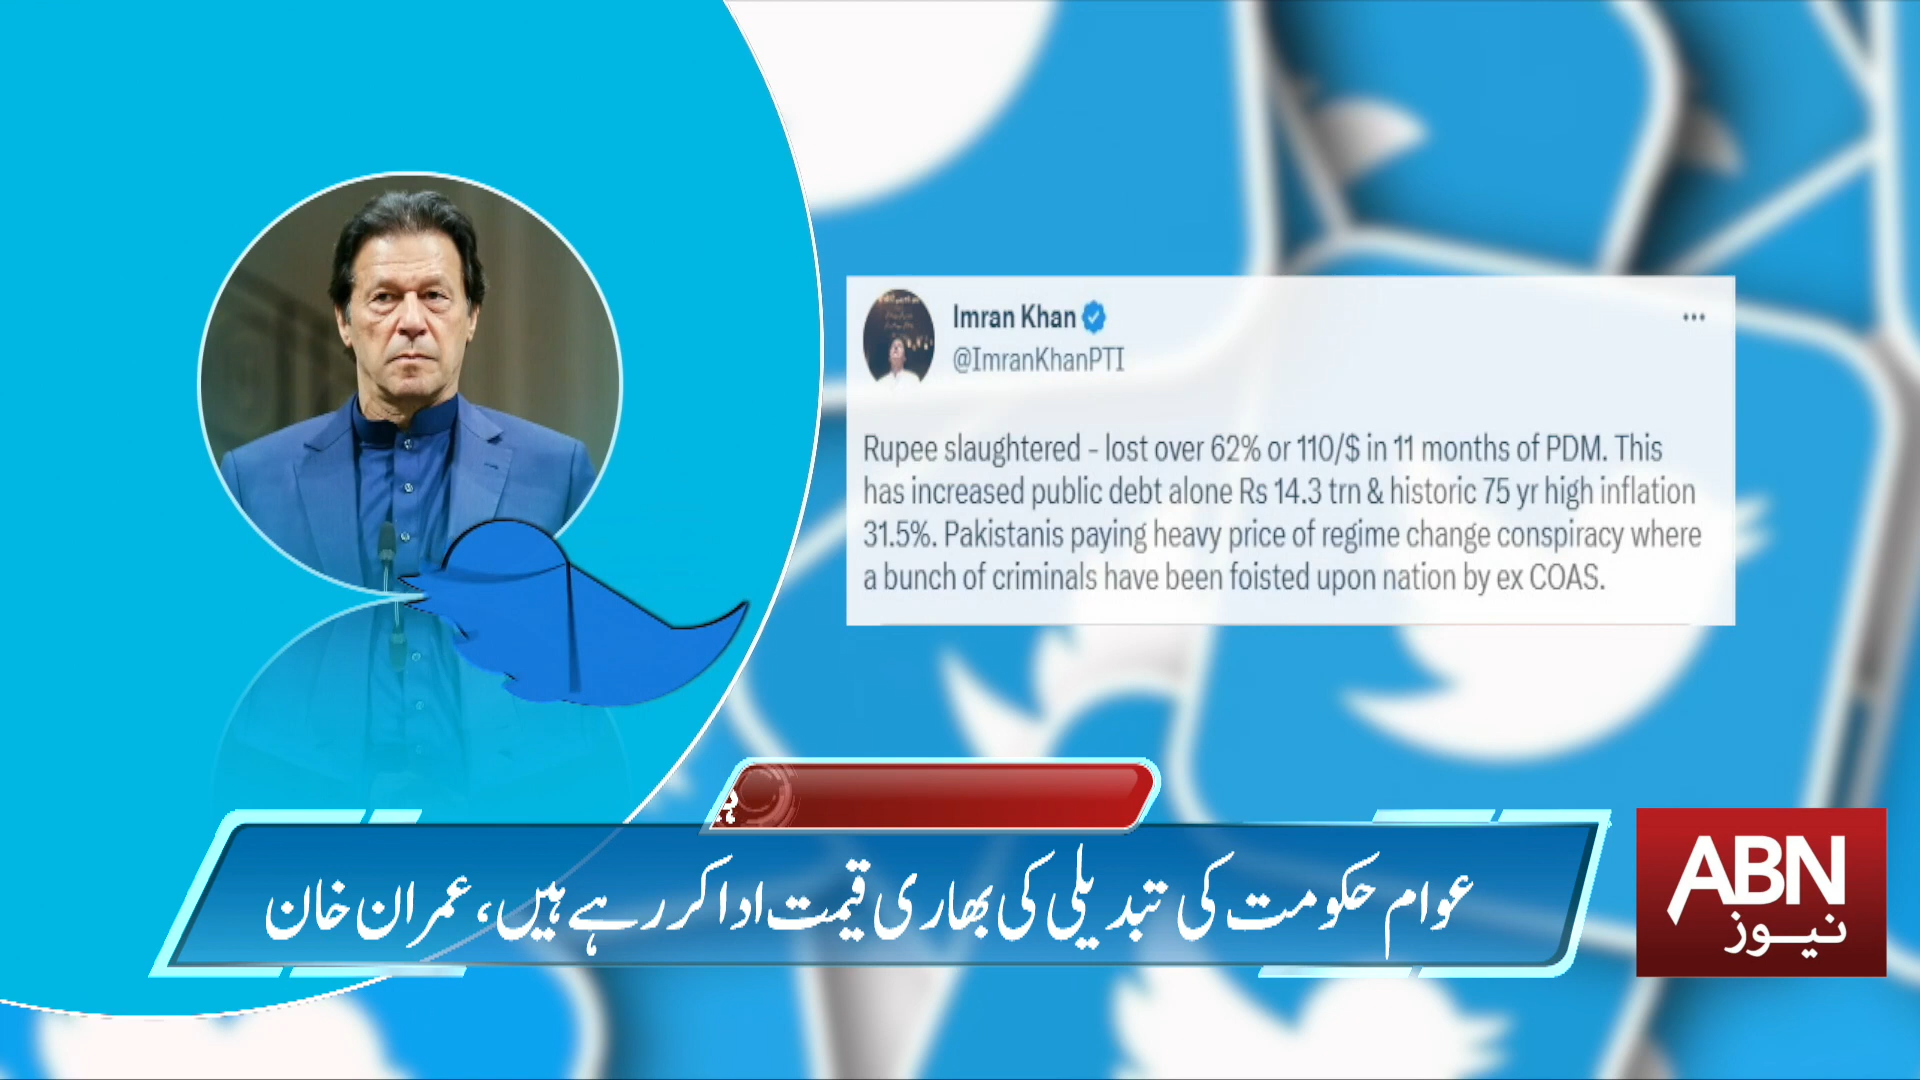 Imran Khan
@ImranKhanPTI
Rupee slaughtered - lost over 62% or 110/$ in 11 months of PDM. This
has increased public debt alone Rs 14.3 trn & historic 75 yr high inflation
31.5%. Pakistanis paying heavy price of regime change conspiracy where
a bunch of criminals have been foisted upon nation by ex COAS.
عوام حکومت کی تبدیلی کی بھاری قیمت ادا کر رہے ہیں، عمران خان
ABN
نیوز